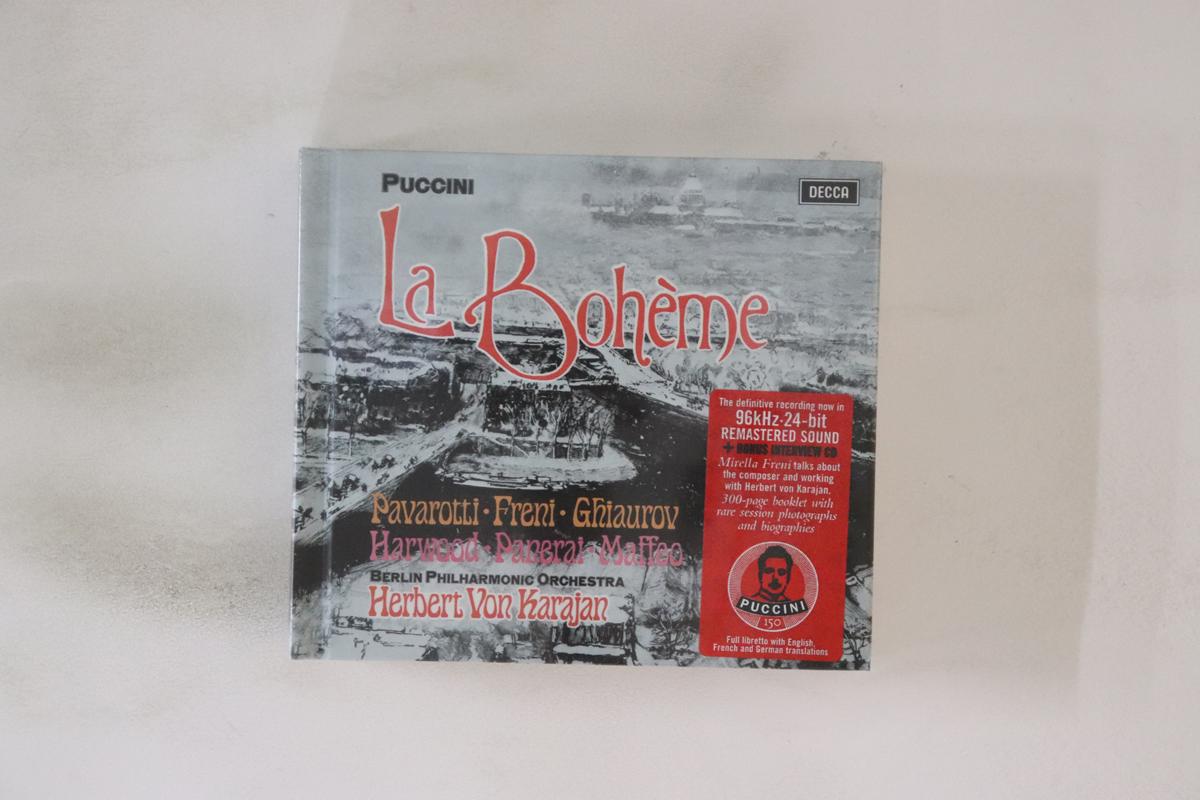 PUCCINI
DECCA
La Bohème
The definitive recording now in
96kHz·24-bit
REMASTERED SOUND
+ BONUS INTERVIEW CD
Mirella Freni talks about
the composer and working
with Herbert von Karajan.
300-page booklet with
rare session photographs
and biographies
PUCCINI
150
Full libretto with English,
French and German translations
Pavarotti · Freni · Ghiaurov
Harwood · Panerai · Maffeo
BERLIN PHILHARMONIC ORCHESTRA
Herbert Von Karajan